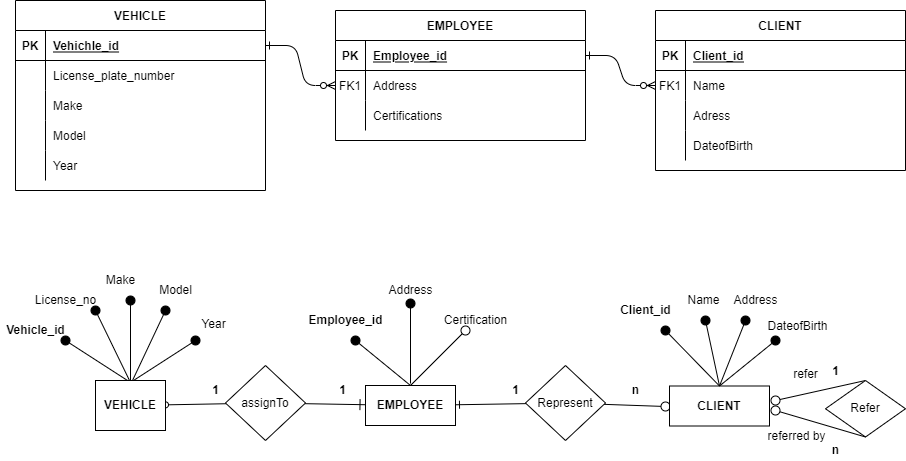 VEHICLE
PK Vehichle_id
License_plate_number
Make
Model
Year
EMPLOYEE
PK Employee_id
FK1 Address
Certifications
CLIENT
PK Client_id
FK1 Name
Adress
DateofBirth
Make
License_no
Model
Vehicle_id
Year
VEHICLE
1
assignTo
1
Address
Employee_id
Certification
EMPLOYEE
1
Represent
n
Client_id
Name
Address
DateofBirth
CLIENT
refer
1
Refer
referred by
n